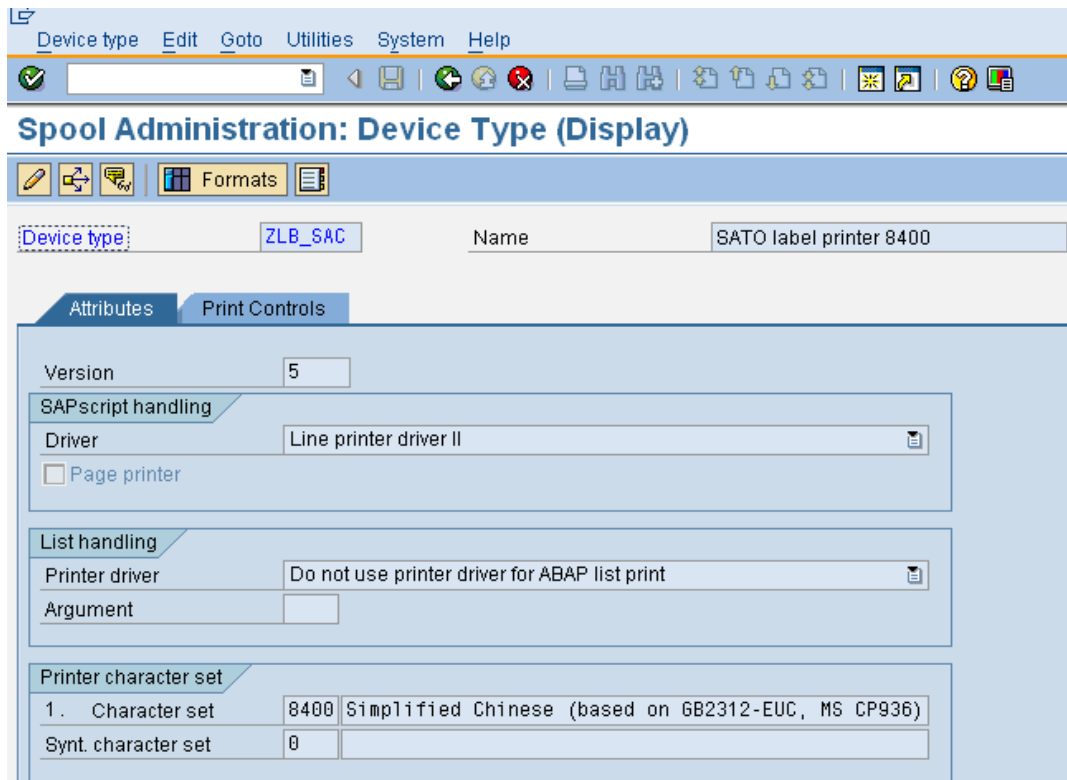 Device type Edit Goto Utilities System Help
Spool Administration: Device Type (Display)
Formats
Device type ZLB_SAC Name SATO label printer 8400
Attributes Print Controls
Version 5
SAPscript handling
Driver Line printer driver II
Page printer
List handling
Printer driver Do not use printer driver for ABAP list print
Argument
Printer character set
1. Character set 8400 Simplified Chinese (based on GB2312-EUC, MS CP936)
Synt. character set 0